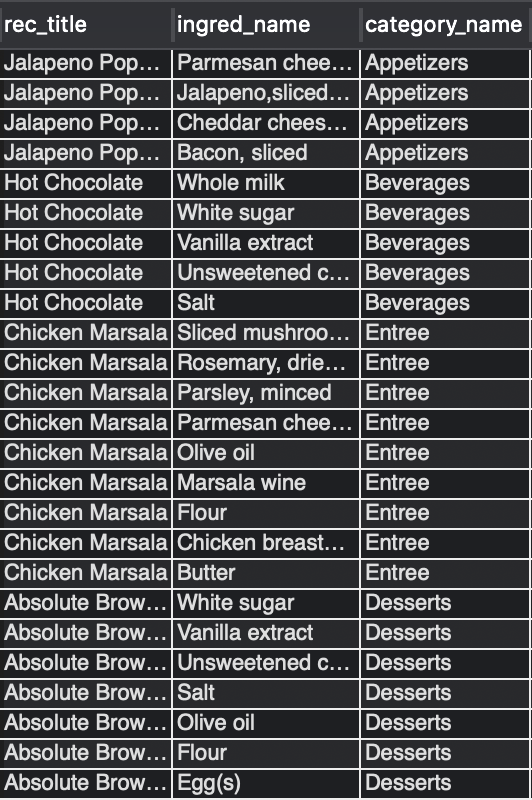 rec_title ingred_name category_name
Jalapeno Pop... Parmesan chee... Appetizers
Jalapeno Pop... Jalapeno,sliced... Appetizers
Jalapeno Pop... Cheddar chees... Appetizers
Jalapeno Pop... Bacon, sliced Appetizers
Hot Chocolate Whole milk Beverages
Hot Chocolate White sugar Beverages
Hot Chocolate Vanilla extract Beverages
Hot Chocolate Unsweetened c... Beverages
Hot Chocolate Salt Beverages
Chicken Marsala Sliced mushroo... Entree
Chicken Marsala Rosemary, drie... Entree
Chicken Marsala Parsley, minced Entree
Chicken Marsala Parmesan chee... Entree
Chicken Marsala Olive oil Entree
Chicken Marsala Marsala wine Entree
Chicken Marsala Flour Entree
Chicken Marsala Chicken breast... Entree
Chicken Marsala Butter Entree
Absolute Brow... White sugar Desserts
Absolute Brow... Vanilla extract Desserts
Absolute Brow... Unsweetened c... Desserts
Absolute Brow... Salt Desserts
Absolute Brow... Olive oil Desserts
Absolute Brow... Flour Desserts
Absolute Brow... Egg(s) Desserts